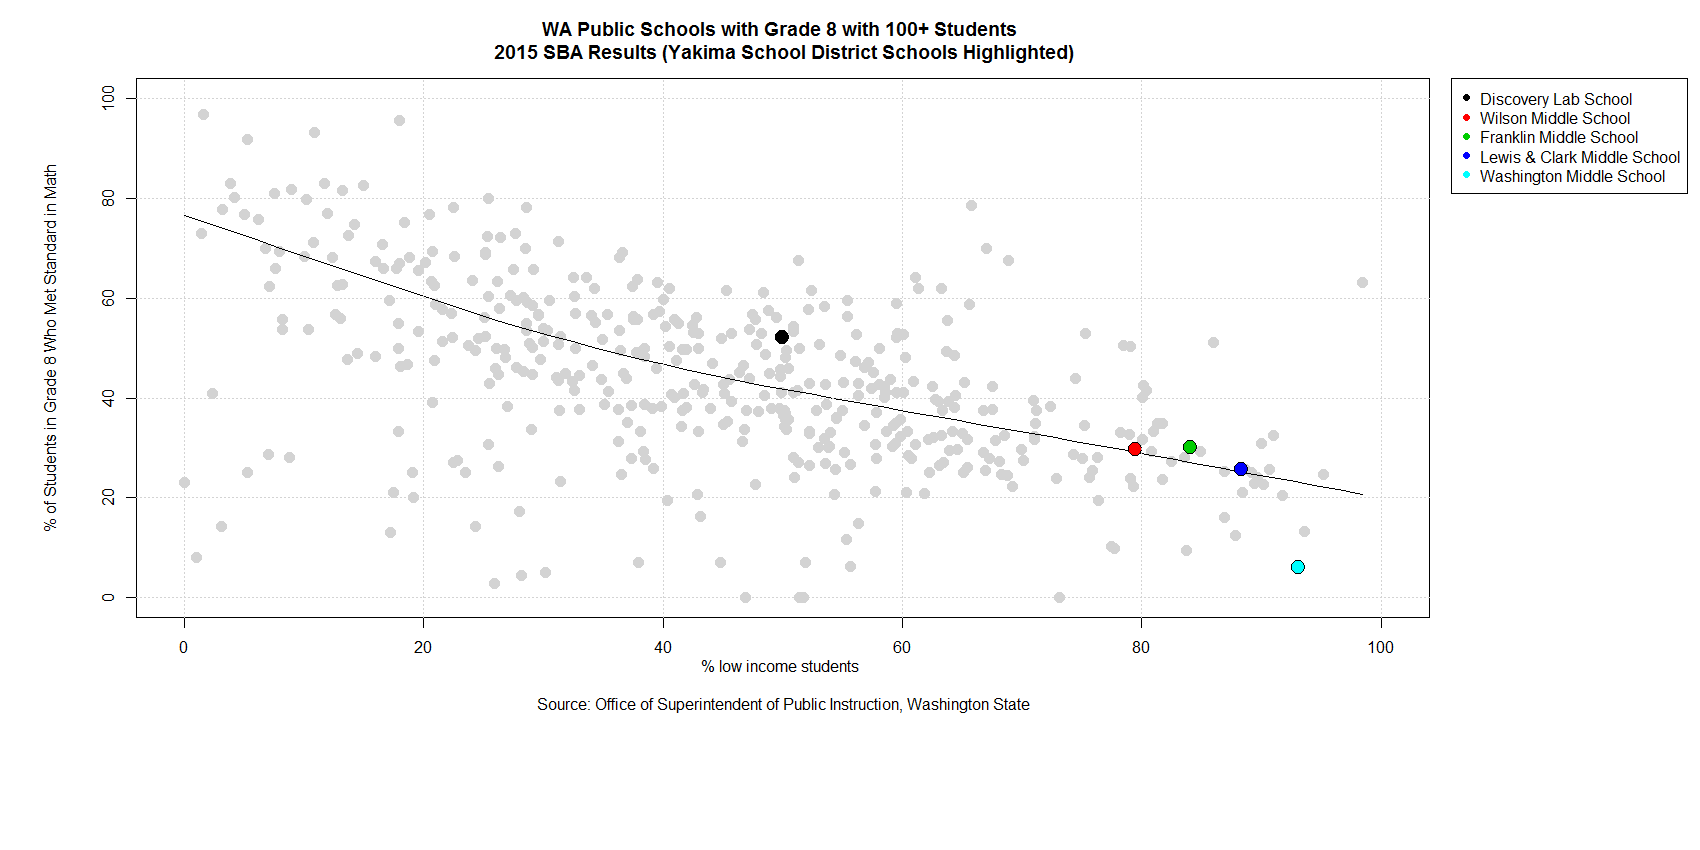 WA Public Schools with Grade 8 with 100+ Students
2015 SBA Results (Yakima School District Schools Highlighted)
% of Students in Grade 8 Who Met Standard in Math
100
80
60
40
20
0
0 20 40 60 80 100
% low income students
Source: Office of Superintendent of Public Instruction, Washington State
Discovery Lab School
Wilson Middle School
Franklin Middle School
Lewis & Clark Middle School
Washington Middle School